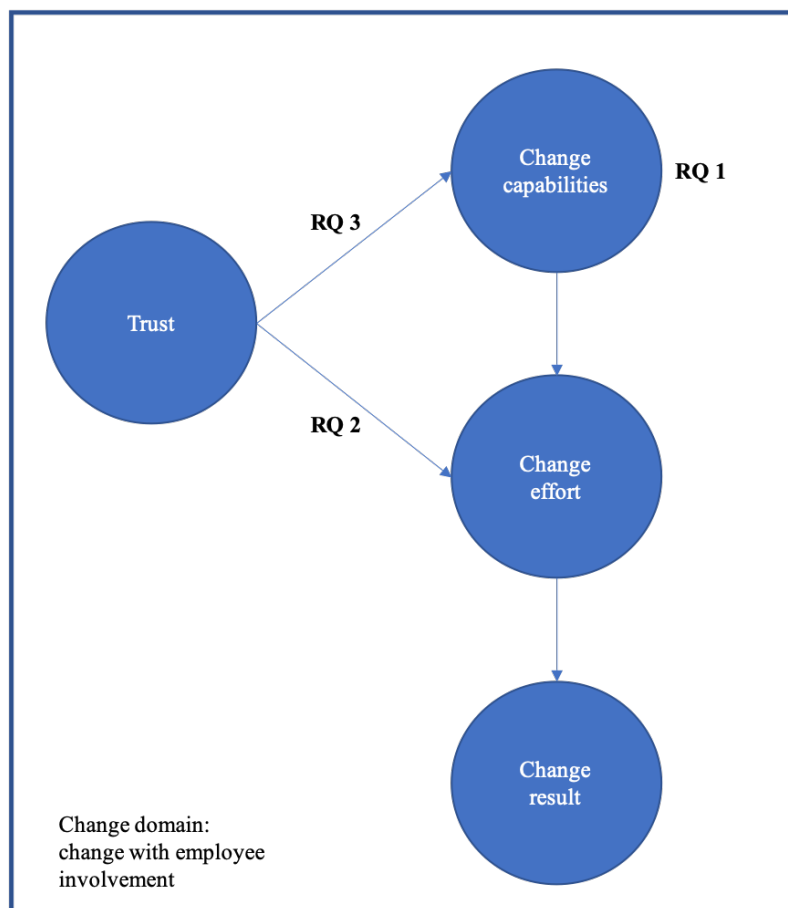 Change
capabilities
RQ 1
RQ 3
Trust
RQ 2
Change
effort
Change
result
Change domain:
change with employee
involvement